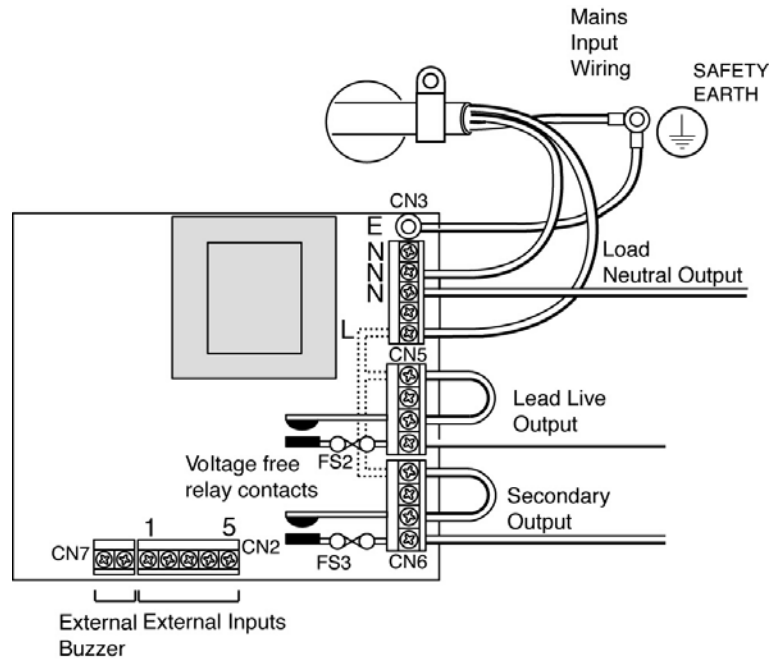 Mains
Input
Wiring
SAFETY
EARTH
CN3
E
N
N
N
Load
Neutral Output
L
CN5
Lead Live
Output
FS2
Voltage free
relay contacts
Secondary
Output
1
5
CN7
CN2
FS3
CN6
External
Buzzer
External Inputs